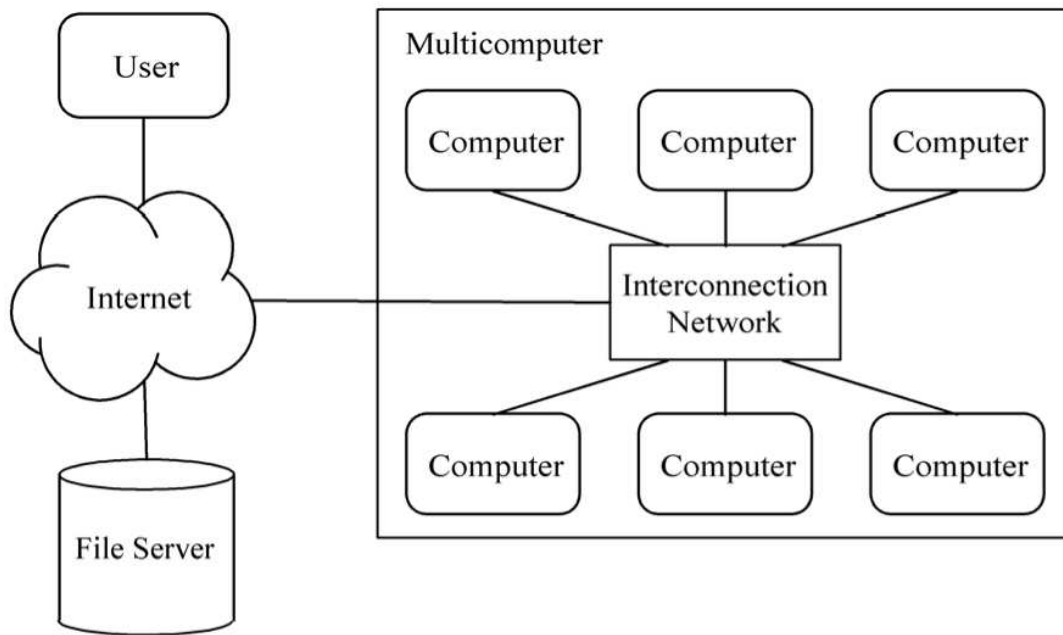 User
Multicomputer
Computer
Computer
Computer
Internet
Interconnection
Network
Computer
Computer
Computer
File Server